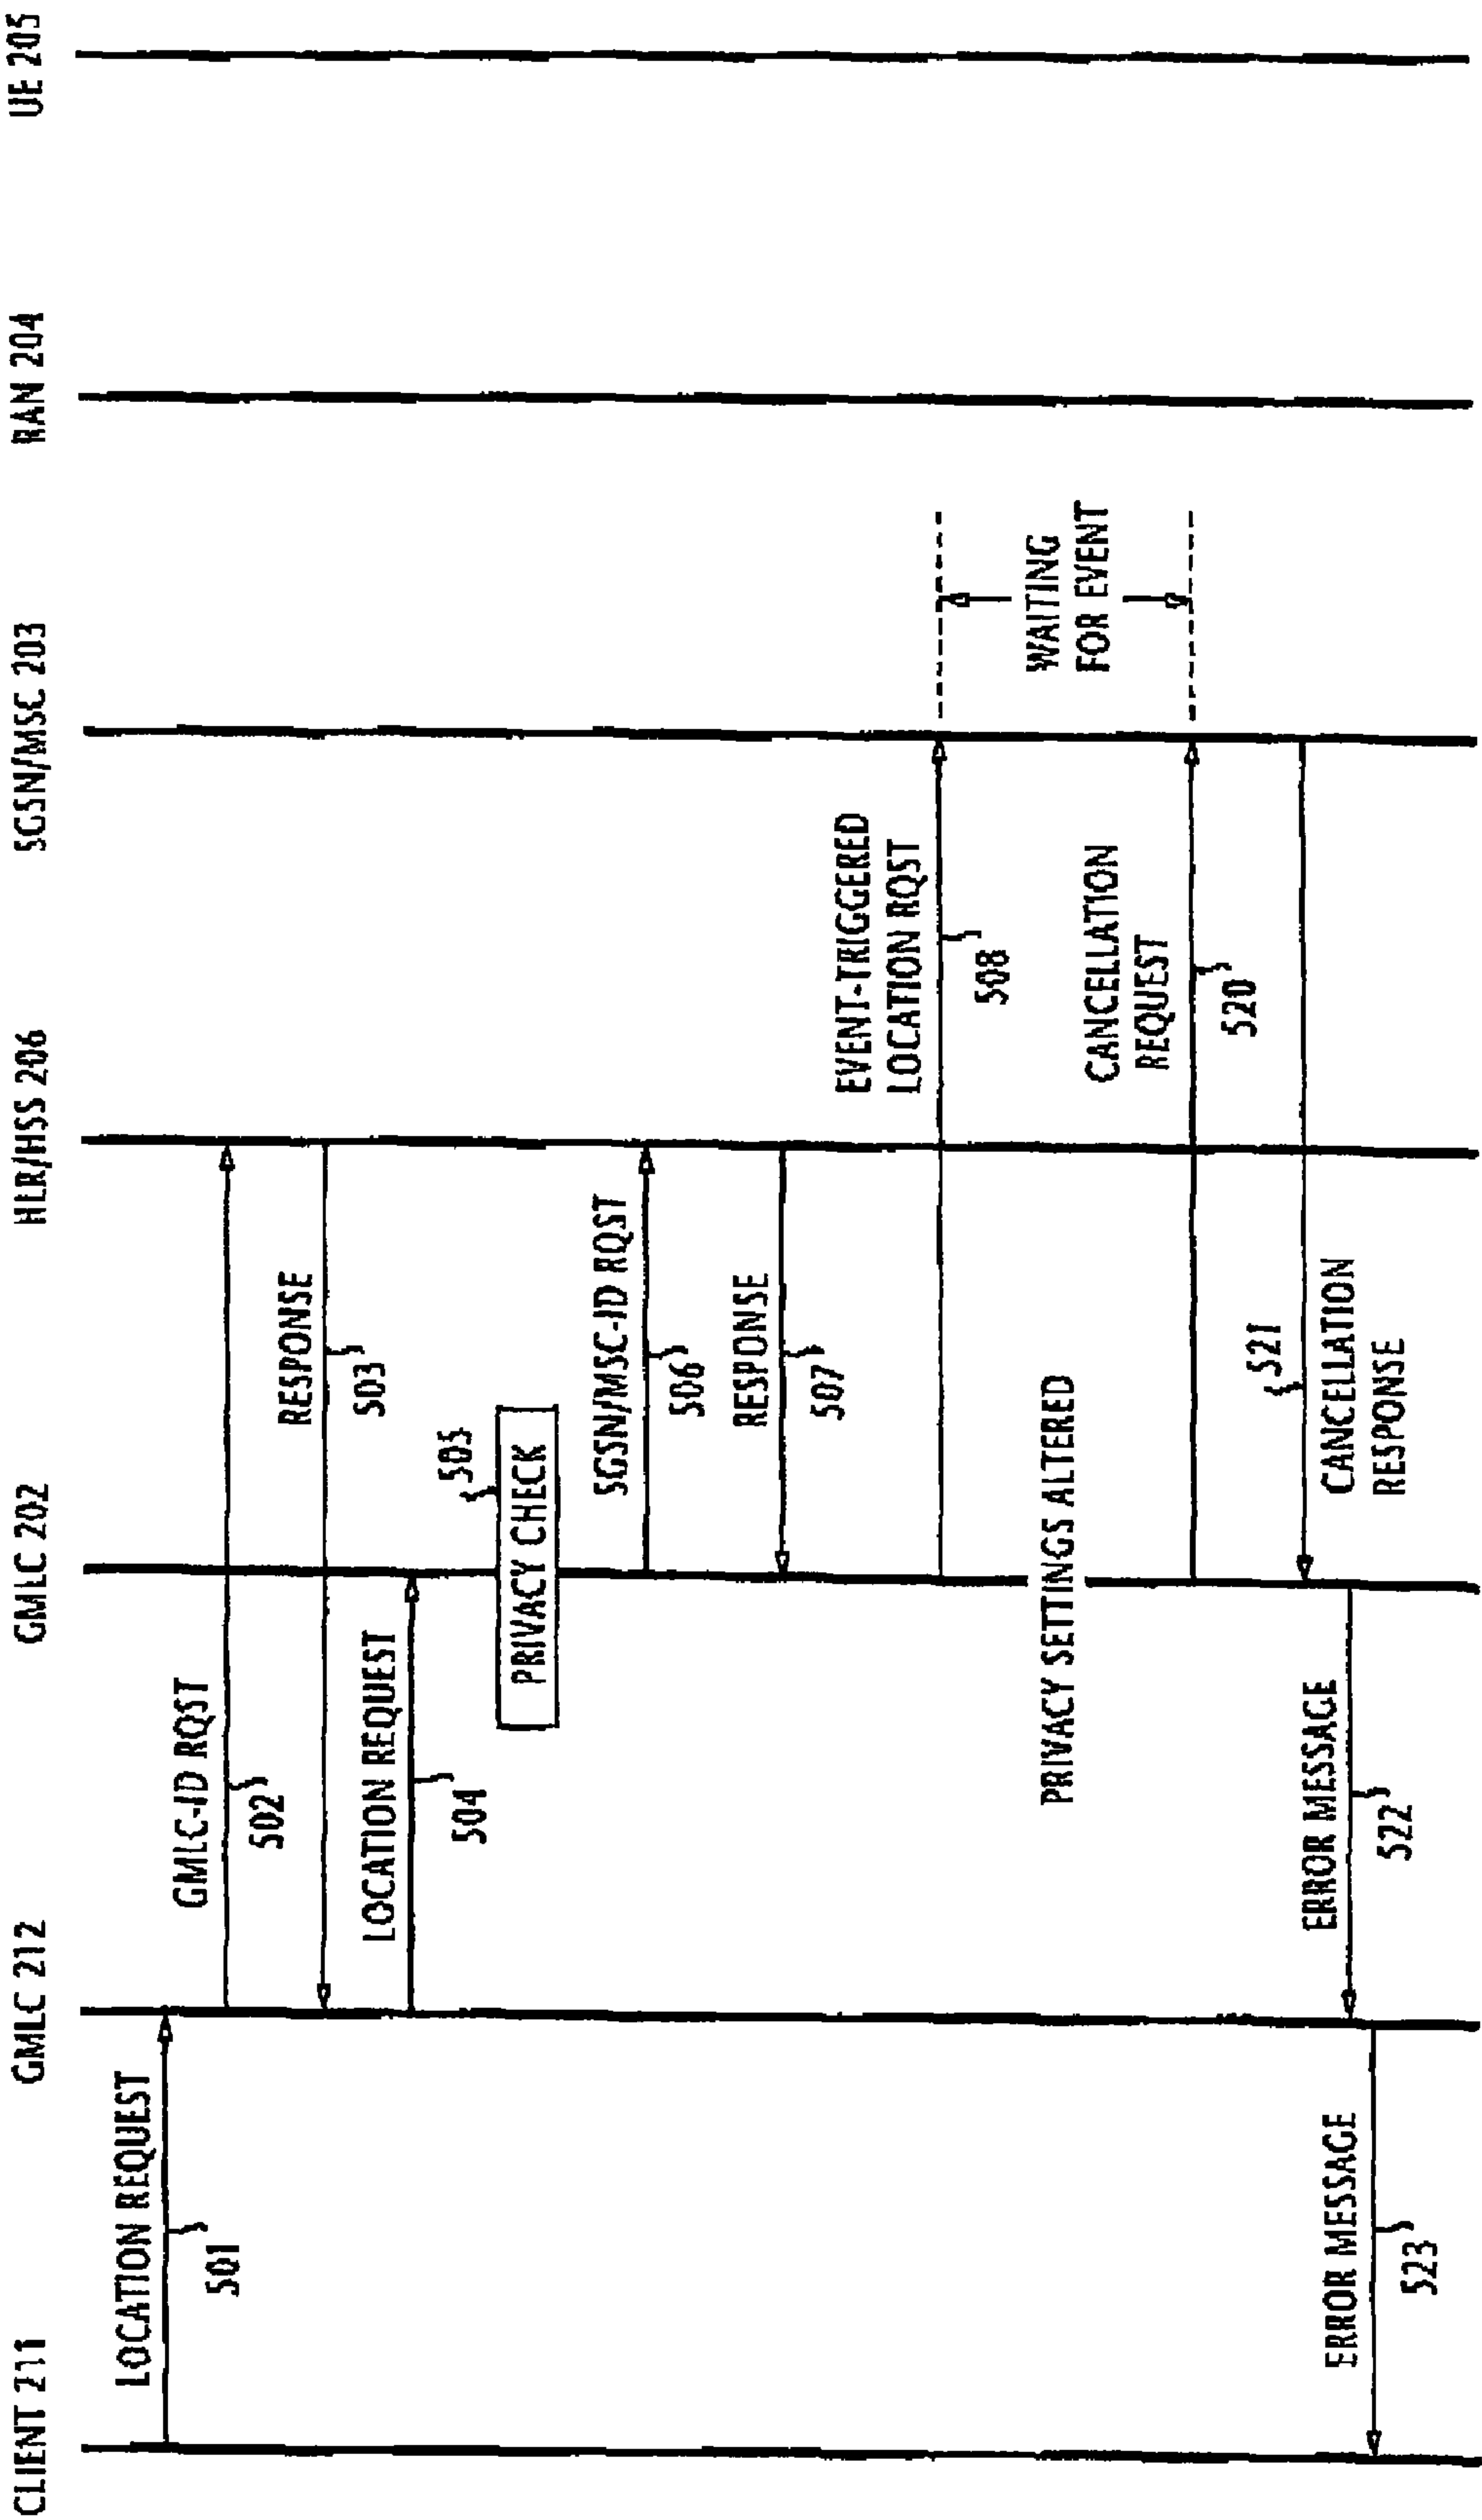 CLIENT 211
GMLC 212
GMLC 202
HLR/HSS 206
SGSN/MSC 203
RAN 204
UE 205
LOCATION REQUEST
501
GMLC-ID RQST
502
RESPONSE
503
LOCATION REQUEST
504
505
PRIVACY CHECK
SGSN/MSC-ID RQST
506
RESPONSE
507
EVENT-TRIGGERED
LOCATION RQST
508
WAITING
FOR EVENT
PRIVACY SETTINGS ALTERED
CANCELLATION
REQUEST
520
521
CANCELLATION
RESPONSE
ERROR MESSAGE
522
ERROR MESSAGE
523